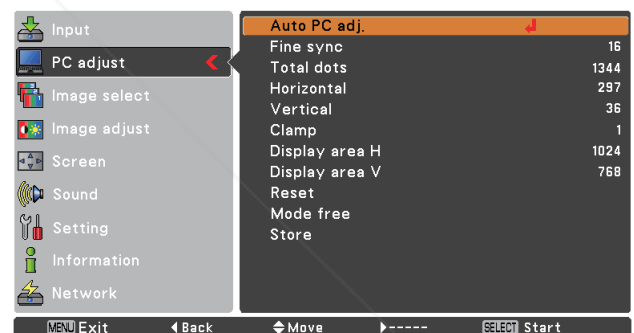 Input
PC adjust
Image select
Image adjust
Screen
Sound
Setting
Information
Network
Auto PC adj.
Fine sync 16
Total dots 1344
Horizontal 297
Vertical 36
Clamp 1
Display area H 1024
Display area V 768
Reset
Mode free
Store
MENU Exit Back Move ----- SELECT Start